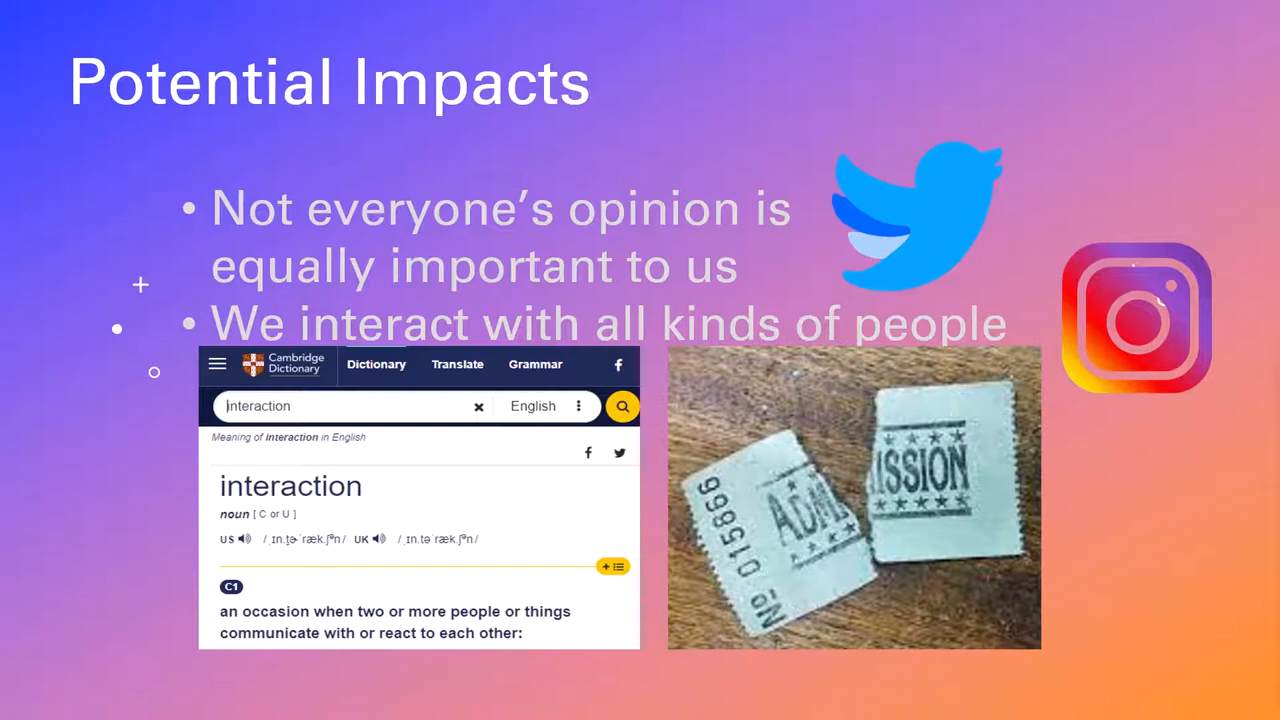 Potential Impacts
• Not everyone’s opinion is
equally important to us
• We interact with all kinds of people
Cambridge
Dictionary
Dictionary Translate Grammar
interaction English
Meaning of interaction in English
interaction
noun [ C or U ]
US /ˌɪn.t̬ɚˈræk.ʃən/ UK /ˌɪn.təˈræk.ʃən/
C1
an occasion when two or more people or things
communicate with or react to each other:
ADMISSION
No 015866